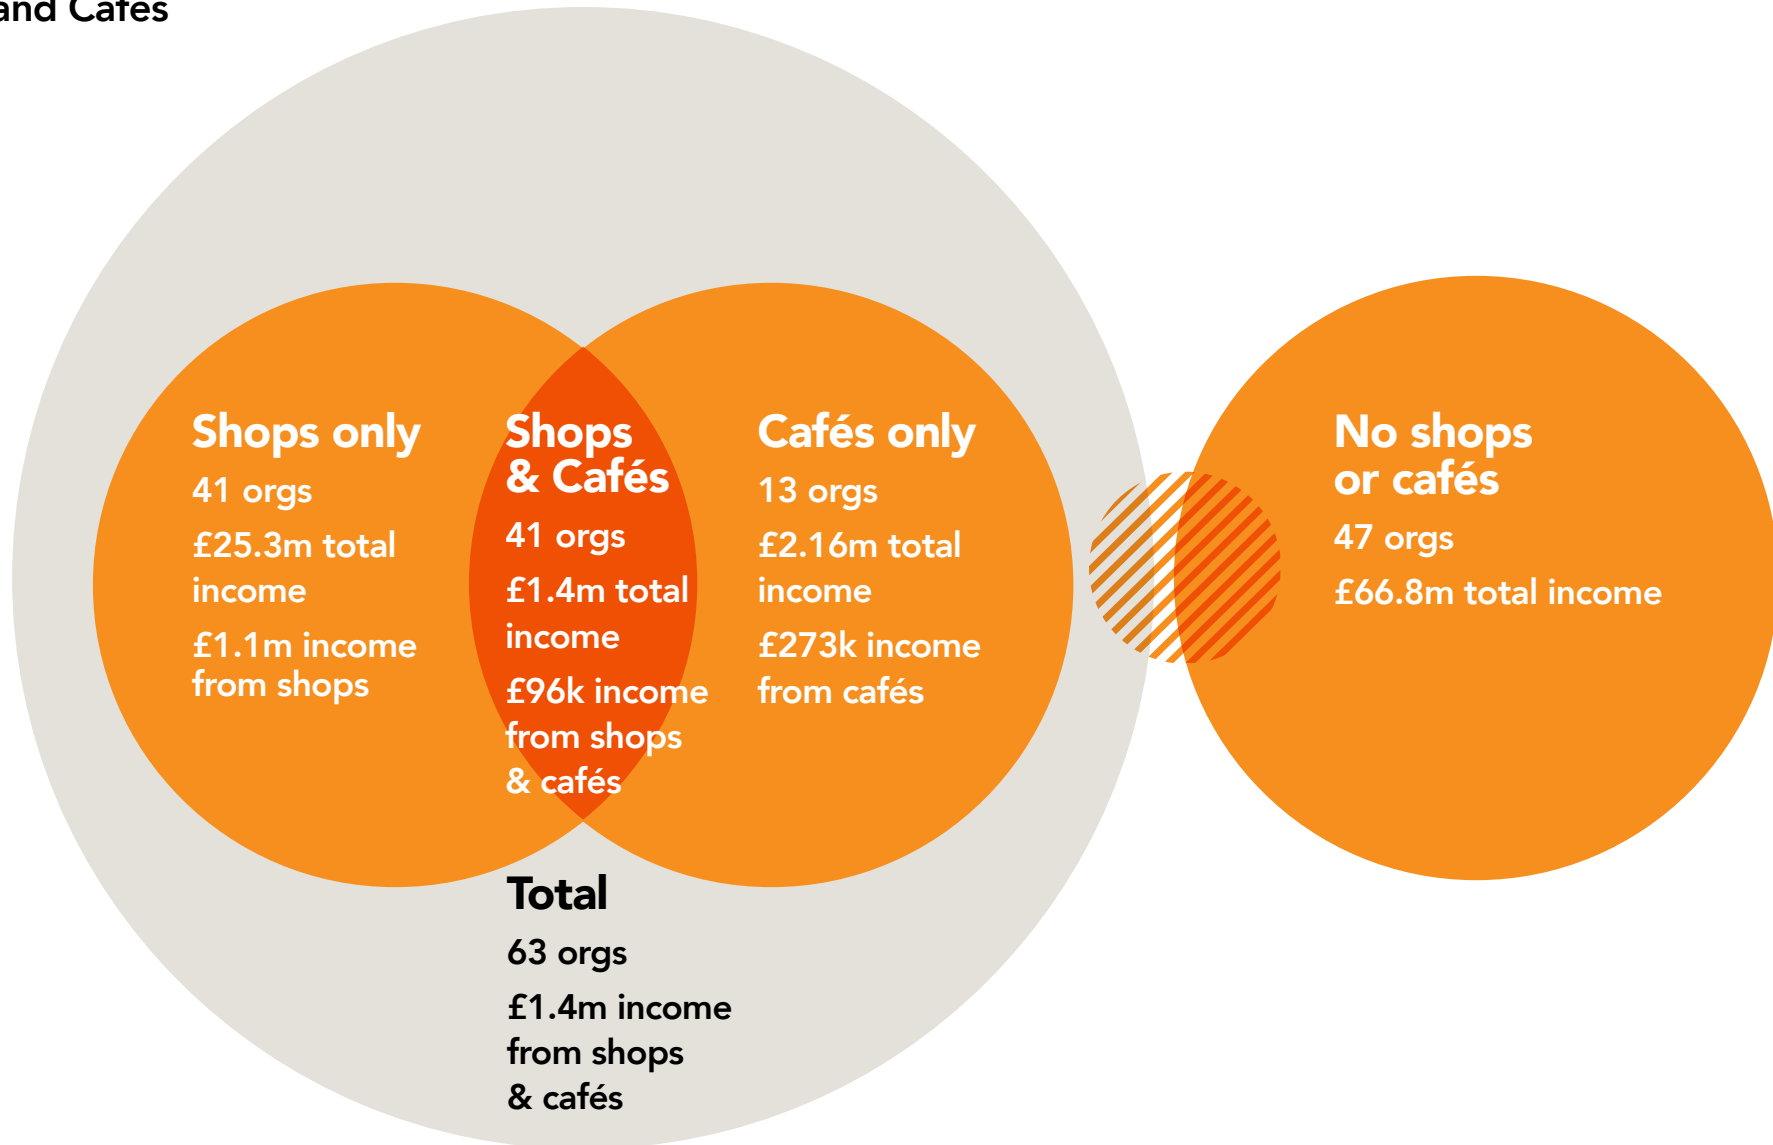 and Cafés
Shops only
41 orgs
£25.3m total
income
£1.1m income
from shops
Shops
& Cafés
41 orgs
£1.4m total
income
£96k income
from shops
& cafés
Cafés only
13 orgs
£2.16m total
income
£273k income
from cafés
No shops
or cafés
47 orgs
£66.8m total income
Total
63 orgs
£1.4m income
from shops
& cafés